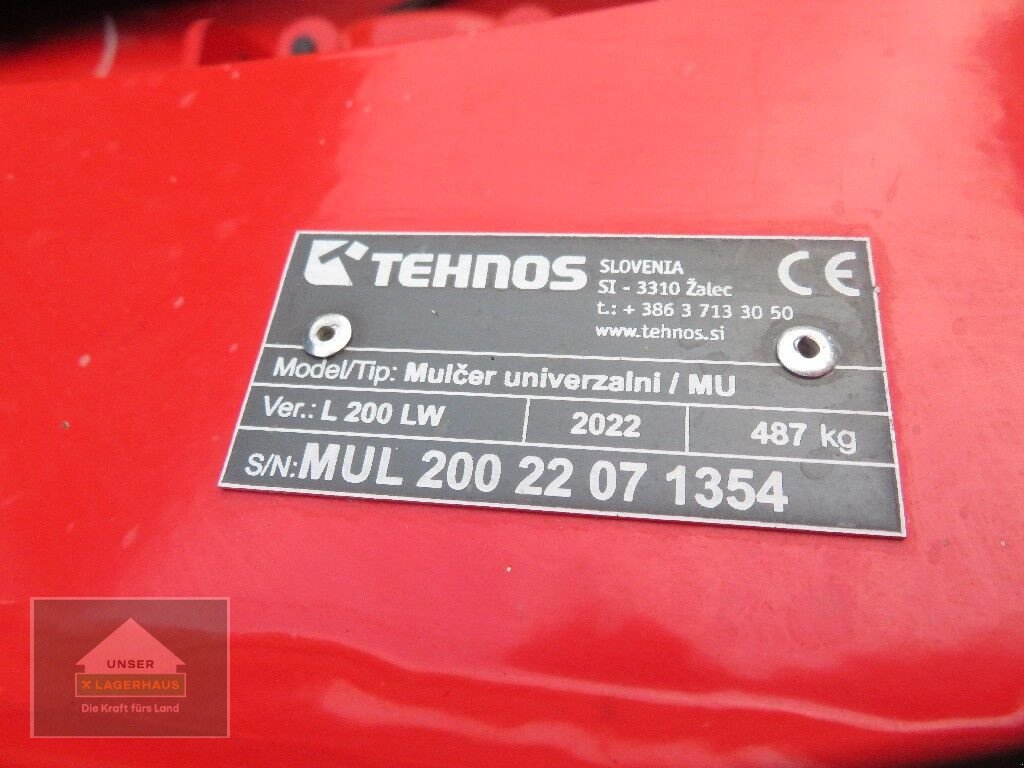 TEHNOS
SLOVENIA
SI - 3310 Žalec
t.: + 386 3 713 30 50
www.tehnos.si
CE
Model/Tip: Mulčer univerzalni / MU
Ver.: L 200 LW 2022 487 kg
S/N: MUL 200 22 07 1354
UNSER
X LAGERHAUS
Die Kraft fürs Land